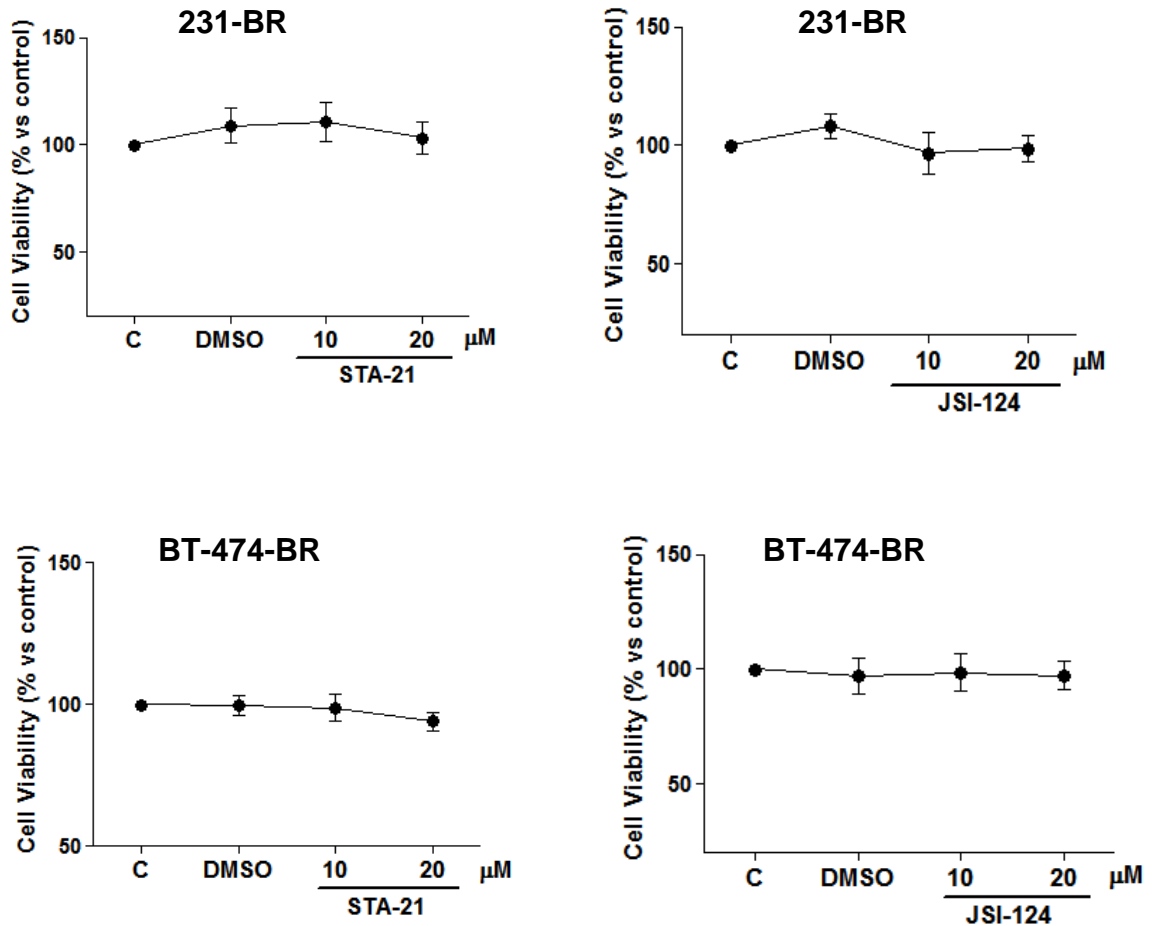 231-BR
Cell Viability (% vs control)
150
100
50
C DMSO 10 20 μM
STA-21
231-BR
Cell Viability (% vs control)
150
100
50
C DMSO 10 20 μM
JSI-124
BT-474-BR
Cell Viability (% vs control)
150
100
50
C DMSO 10 20 μM
STA-21
BT-474-BR
Cell Viability (% vs control)
150
100
50
C DMSO 10 20 μM
JSI-124